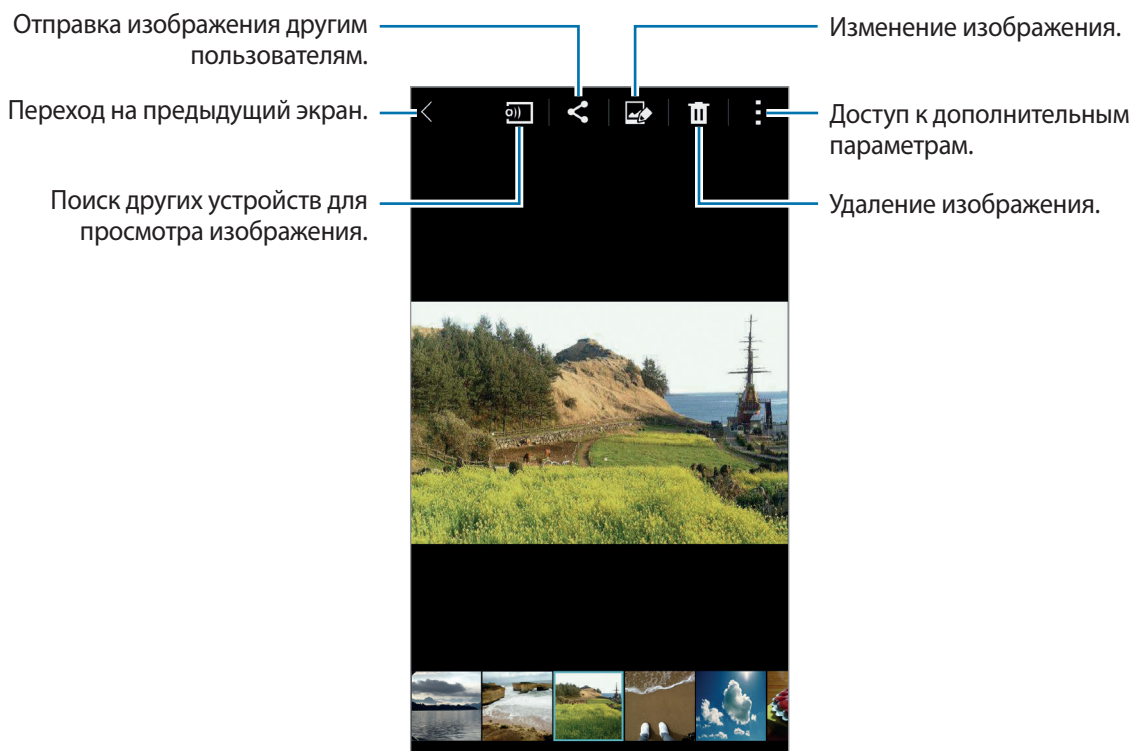 Отправка изображения другим
пользователям.
Переход на предыдущий экран.
Поиск других устройств для
просмотра изображения.
Изменение изображения.
Доступ к дополнительным
параметрам.
Удаление изображения.